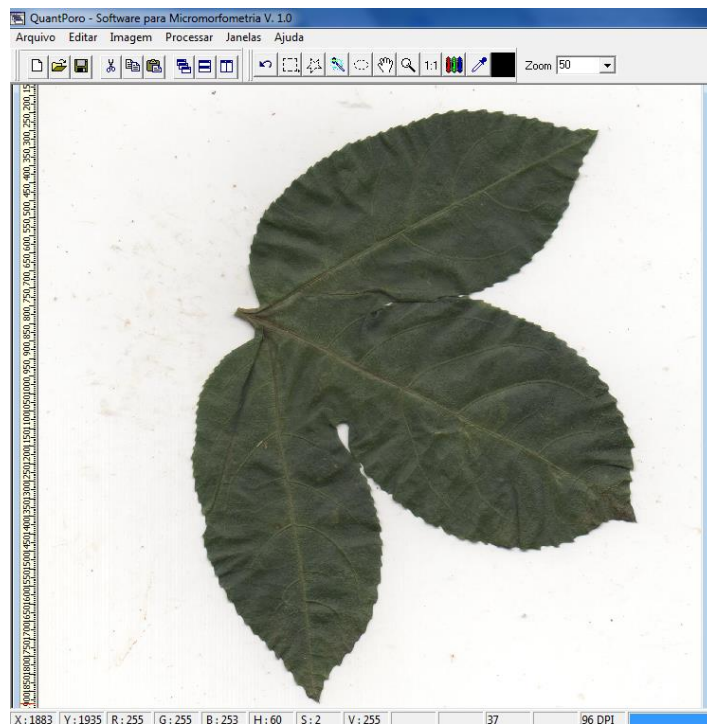 QuantPoro - Software para Micromorfometria V. 1.0
Arquivo Editar Imagem Processar Janelas Ajuda
1:1 Zoom 50
X : 1883 Y : 1935 R : 255 G : 255 B : 253 H : 60 S : 2 V : 255 37 96 DPI